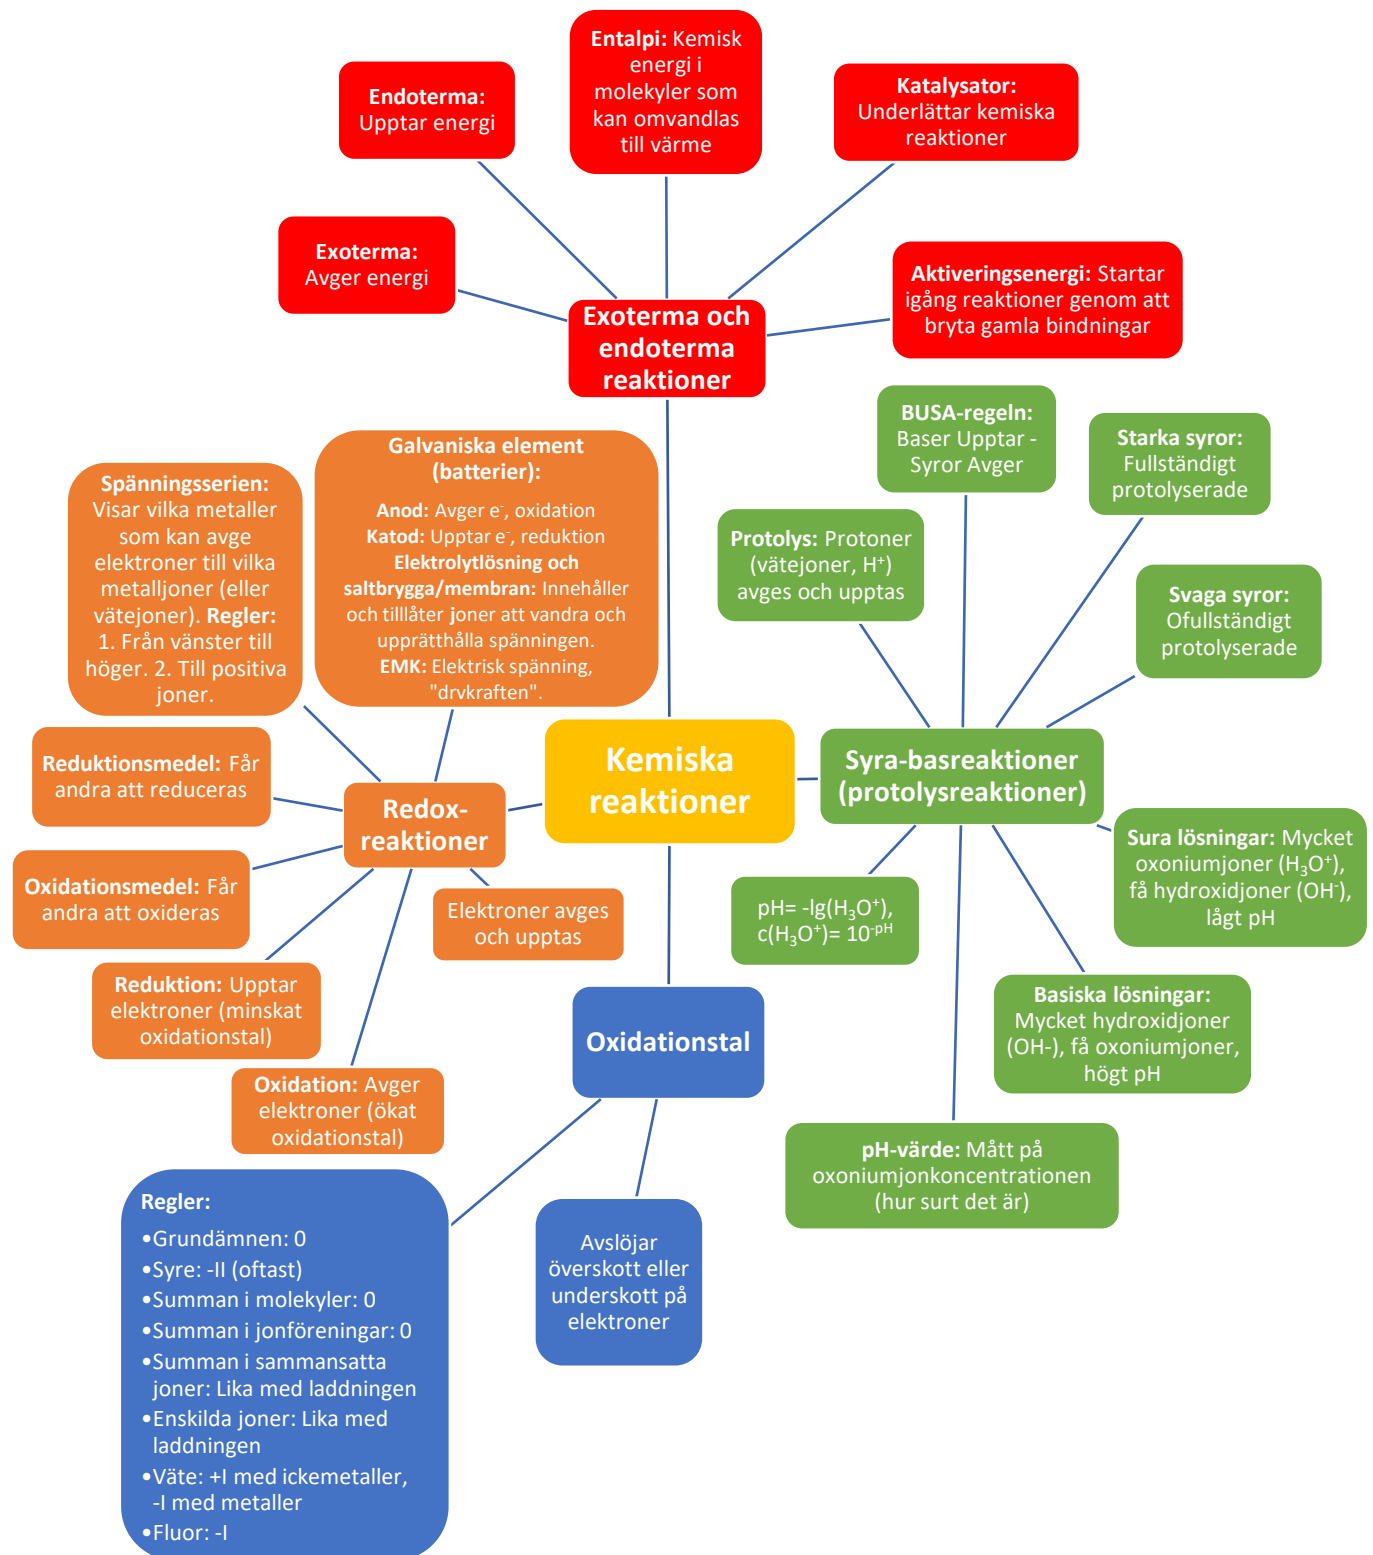 Entalpi: Kemisk
energi i
molekyler som
kan omvandlas
till värme
Endoterma:
Upptar energi
Katalysator:
Underlättar kemiska
reaktioner
Exoterma:
Avger energi
Aktiveringsenergi: Startar
igång reaktioner genom att
bryta gamla bindningar
Exoterma och
endoterma
reaktioner
BUSA-regeln:
Baser Upptar -
Syror Avger
Starka syror:
Fullständigt
protolyserade
Galvaniska element
(batterier):
Anod: Avger e⁻, oxidation
Katod: Upptar e⁻, reduktion
Elektrolytlösning och
saltbrygga/membran: Innehåller
och tilllåter joner att vandra och
upprätthålla spänningen.
EMK: Elektrisk spänning,
"drvkraften".
Spänningsserien:
Visar vilka metaller
som kan avge
elektroner till vilka
metalljoner (eller
vätejoner). Regler:
1. Från vänster till
höger. 2. Till positiva
joner.
Protolys: Protoner
(vätejoner, H⁺)
avges och upptas
Svaga syror:
Ofullständigt
protolyserade
Reduktionsmedel: Får
andra att reduceras
Redox-
reaktioner
Kemiska
reaktioner
Syra-basreaktioner
(protolysreaktioner)
Oxidationsmedel: Får
andra att oxideras
Elektroner avges
och upptas
pH= -lg(H₃O⁺),
c(H₃O⁺)= 10⁻ᵖᴴ
Sura lösningar: Mycket
oxoniumjoner (H₃O⁺),
få hydroxidjoner (OH⁻),
lågt pH
Reduktion: Upptar
elektroner (minskat
oxidationstal)
Basiska lösningar:
Mycket hydroxidjoner
(OH-), få oxoniumjoner,
högt pH
Oxidationstal
Oxidation: Avger
elektroner (ökat
oxidationstal)
pH-värde: Mått på
oxoniumjonkoncentrationen
(hur surt det är)
Regler:
•Grundämnen: 0
•Syre: -II (oftast)
•Summan i molekyler: 0
•Summan i jonföreningar: 0
•Summan i sammansatta
joner: Lika med laddningen
•Enskilda joner: Lika med
laddningen
•Väte: +I med ickemetaller,
-I med metaller
•Fluor: -I
Avslöjar
överskott eller
underskott på
elektroner